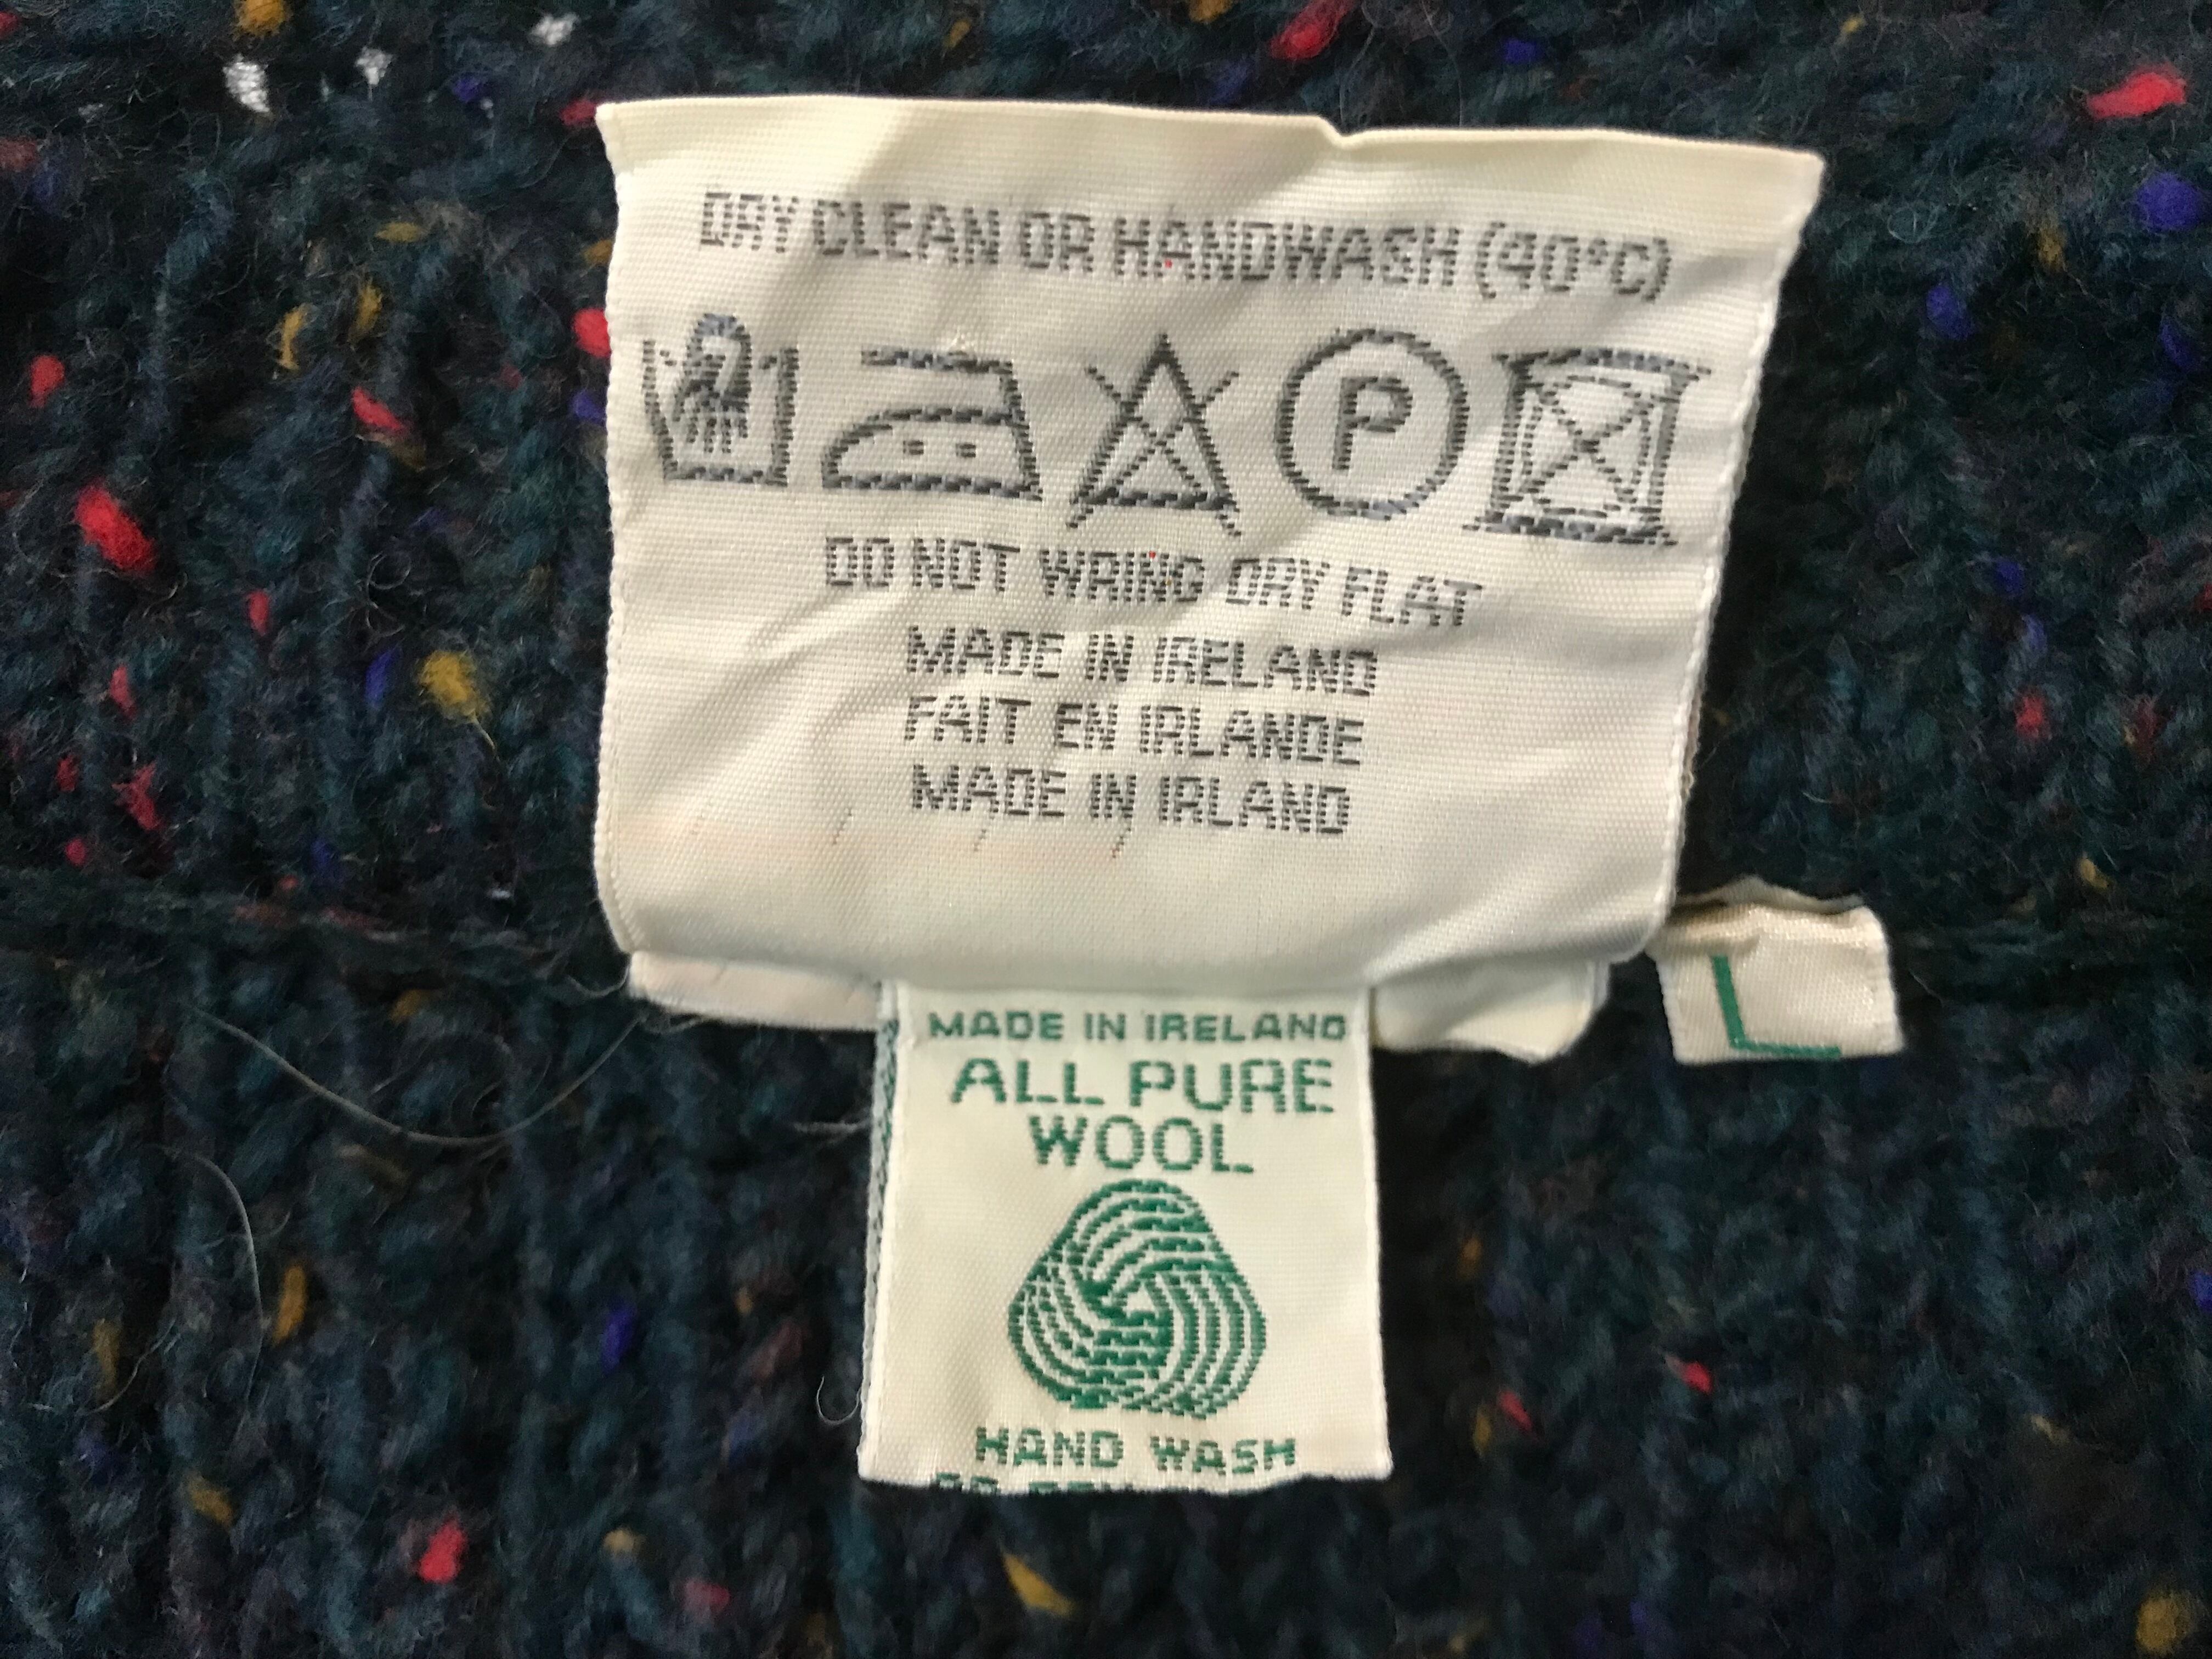 DRY CLEAN OR HANDWASH (40°C)
P
DO NOT WRING DRY FLAT
MADE IN IRELAND
FAIT EN IRLANDE
MADE IN IRLAND
L
MADE IN IRELAND
ALL PURE
WOOL
HAND WASH